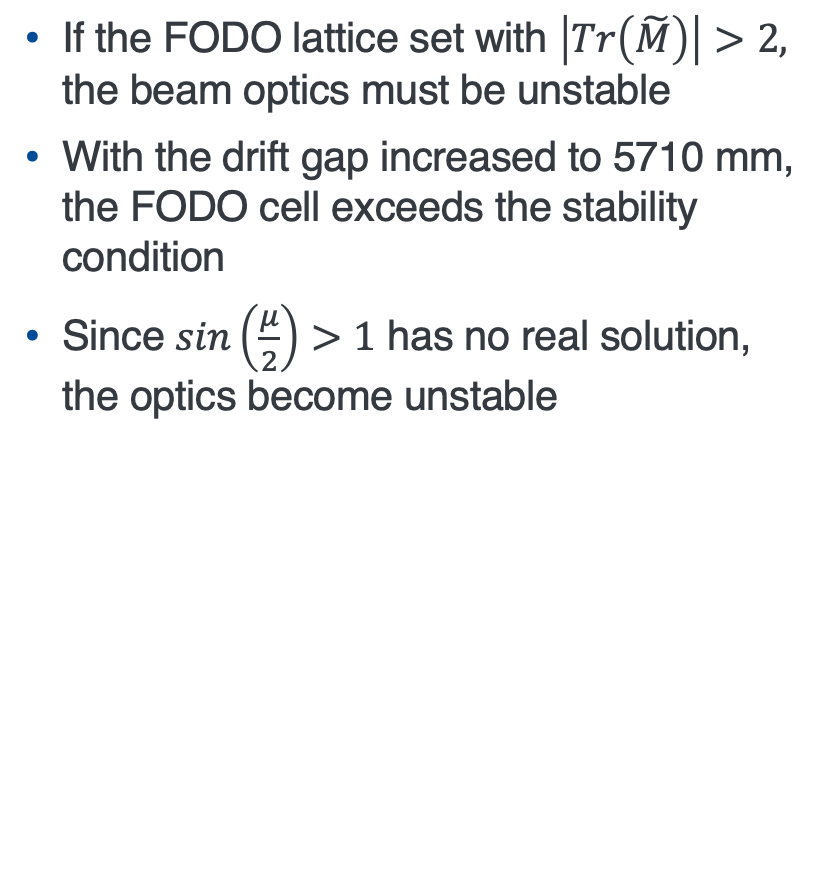 • If the FODO lattice set with |Tr(M̃)| > 2,
the beam optics must be unstable
• With the drift gap increased to 5710 mm,
the FODO cell exceeds the stability
condition
• Since sin(μ/2) > 1 has no real solution,
the optics become unstable